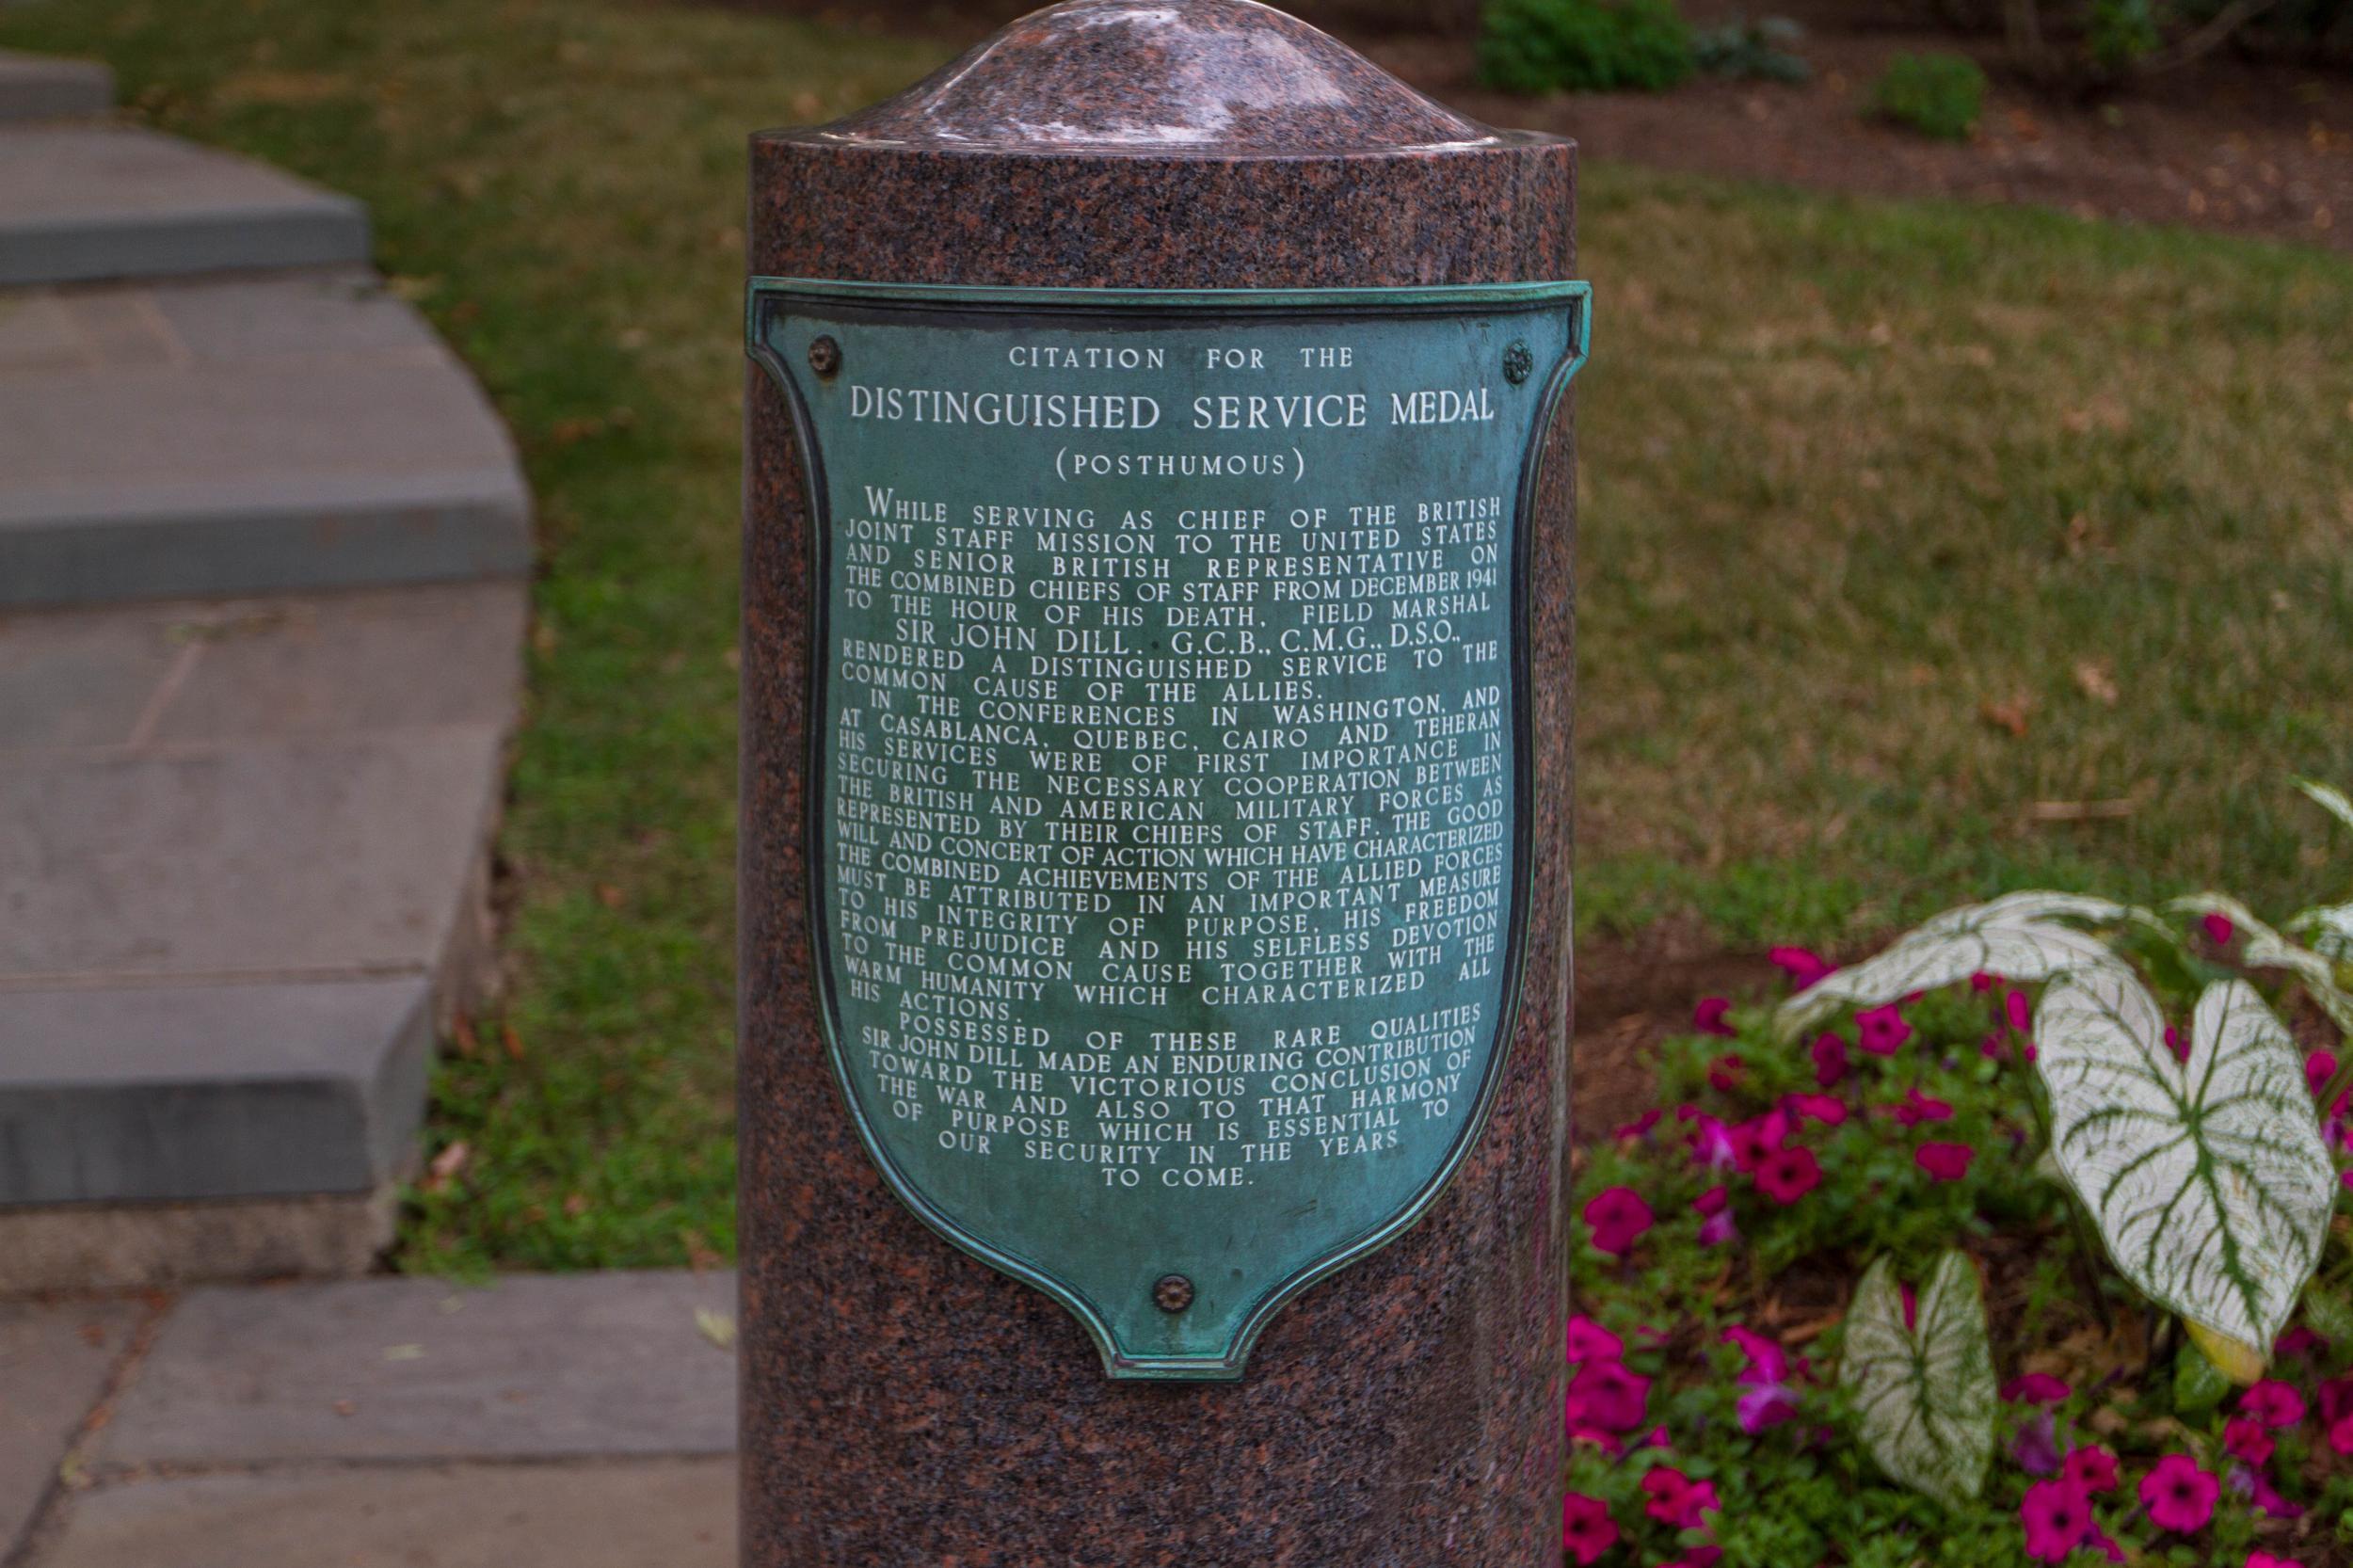 CITATION FOR THE
DISTINGUISHED SERVICE MEDAL
(POSTHUMOUS)
WHILE SERVING AS CHIEF OF THE BRITISH
JOINT STAFF MISSION TO THE UNITED STATES
AND SENIOR BRITISH REPRESENTATIVE ON
THE COMBINED CHIEFS OF STAFF FROM DECEMBER 1941
TO THE HOUR OF HIS DEATH, FIELD MARSHAL
SIR JOHN DILL. G.C.B., C.M.G., D.S.O.,
RENDERED A DISTINGUISHED SERVICE TO THE
COMMON CAUSE OF THE ALLIES.
IN THE CONFERENCES IN WASHINGTON, AND
AT CASABLANCA, QUEBEC, CAIRO AND TEHERAN
HIS SERVICES WERE OF FIRST IMPORTANCE IN
SECURING THE NECESSARY COOPERATION BETWEEN
THE BRITISH AND AMERICAN MILITARY FORCES AS
REPRESENTED BY THEIR CHIEFS OF STAFF. THE GOOD
WILL AND CONCERT OF ACTION WHICH HAVE CHARACTERIZED
THE COMBINED ACHIEVEMENTS OF THE ALLIED FORCES
MUST BE ATTRIBUTED IN AN IMPORTANT MEASURE
TO HIS INTEGRITY OF PURPOSE, HIS FREEDOM
FROM PREJUDICE AND HIS SELFLESS DEVOTION
TO THE COMMON CAUSE TOGETHER WITH THE
WARM HUMANITY WHICH CHARACTERIZED ALL
HIS ACTIONS.
POSSESSED OF THESE RARE QUALITIES
SIR JOHN DILL MADE AN ENDURING CONTRIBUTION
TOWARD THE VICTORIOUS CONCLUSION OF
THE WAR AND ALSO TO THAT HARMONY
OF PURPOSE WHICH IS ESSENTIAL TO
OUR SECURITY IN THE YEARS
TO COME.